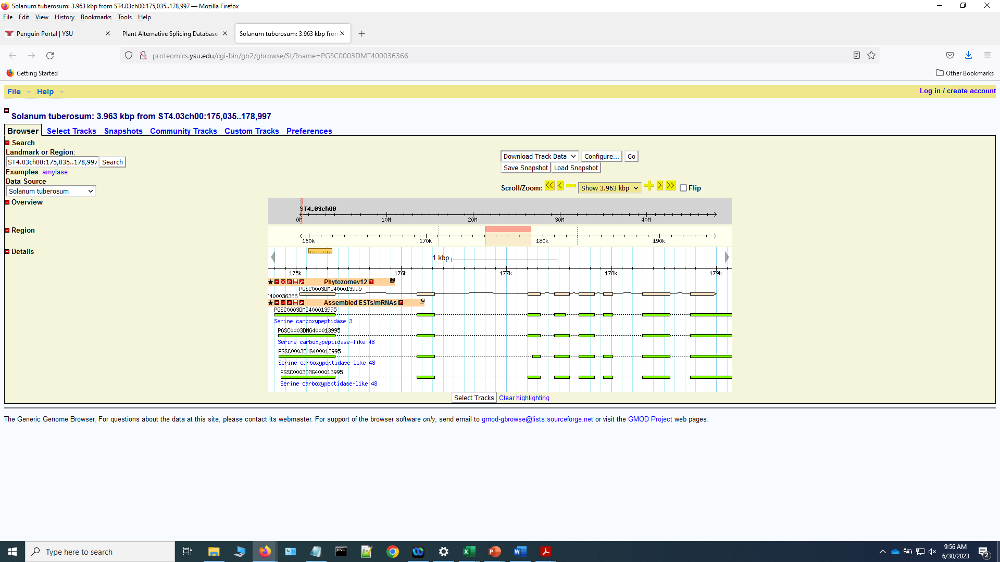 Solanum tuberosum: 3.963 kbp from ST4.03ch00:175,035..178,997 — Mozilla Firefox
File Edit View History Bookmarks Tools Help
Penguin Portal | YSU
Plant Alternative Splicing Database
Solanum tuberosum: 3.963 kbp from
proteomics.ysu.edu/cgi-bin/gb2/gbrowse/St/?name=PGSC0003DMT400036366
Getting Started
Other Bookmarks
File Help
Log in / create account
Solanum tuberosum: 3.963 kbp from ST4.03ch00:175,035..178,997
Browser Select Tracks Snapshots Community Tracks Custom Tracks Preferences
Search
Landmark or Region:
ST4.03ch00:175,035..178,997 Search
Examples: amylase.
Data Source
Solanum tuberosum
Download Track Data Configure... Go
Save Snapshot Load Snapshot
Scroll/Zoom: Show 3.963 kbp Flip
Overview
ST4.03ch00
0M 10M 20M 30M 40M
Region
160k 170k 180k 190k
Details
1 kbp
175k 176k 177k 178k 179k
Phytozomev12
PGSC0003DMG400013995
T400036366
Assembled ESTs/mRNAs
PGSC0003DMG400013995
Serine carboxypeptidase 3
PGSC0003DMG400013995
Serine carboxypeptidase-like 48
PGSC0003DMG400013995
Serine carboxypeptidase-like 48
PGSC0003DMG400013995
Serine carboxypeptidase-like 48
Select Tracks Clear highlighting
The Generic Genome Browser. For questions about the data at this site, please contact its webmaster. For support of the browser software only, send email to gmod-gbrowse@lists.sourceforge.net or visit the GMOD Project web pages.
Type here to search
9:56 AM
6/30/2023
2